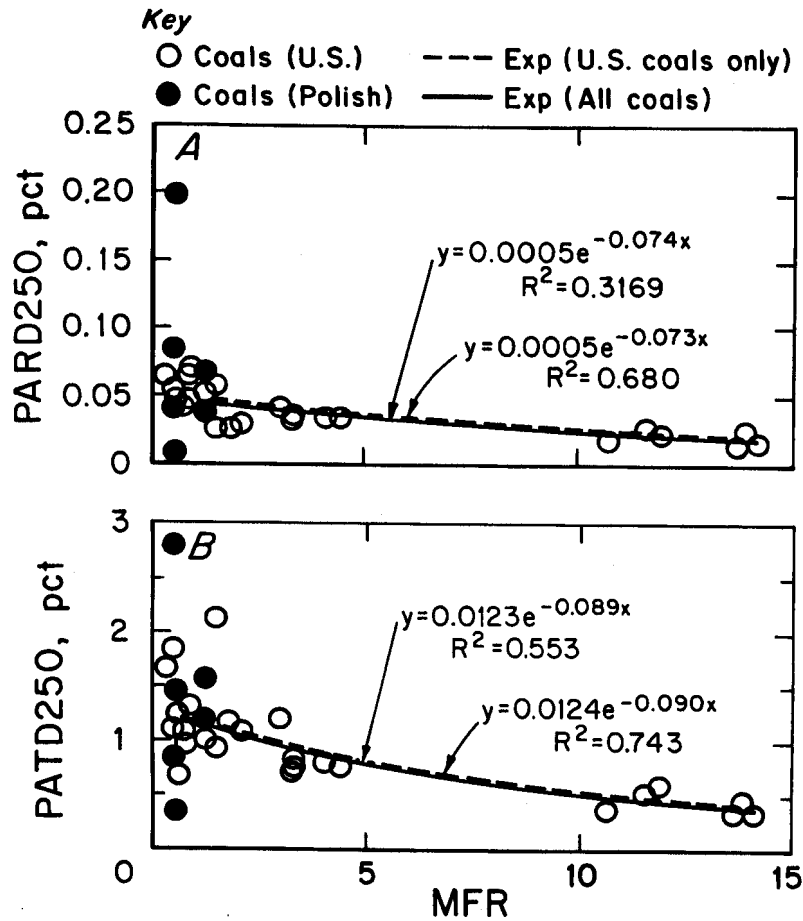 Key
Coals (U.S.)
Exp (U.S. coals only)
Coals (Polish)
Exp (All coals)
0.25
0.20
0.15
0.10
0.05
0
PARD250, pct
A
y=0.0005e^-0.074x
R²=0.3169
y=0.0005e^-0.073x
R²=0.680
3
2
1
0
PATD250, pct
B
y=0.0123e^-0.089x
R²=0.553
y=0.0124e^-0.090x
R²=0.743
5
10
15
MFR